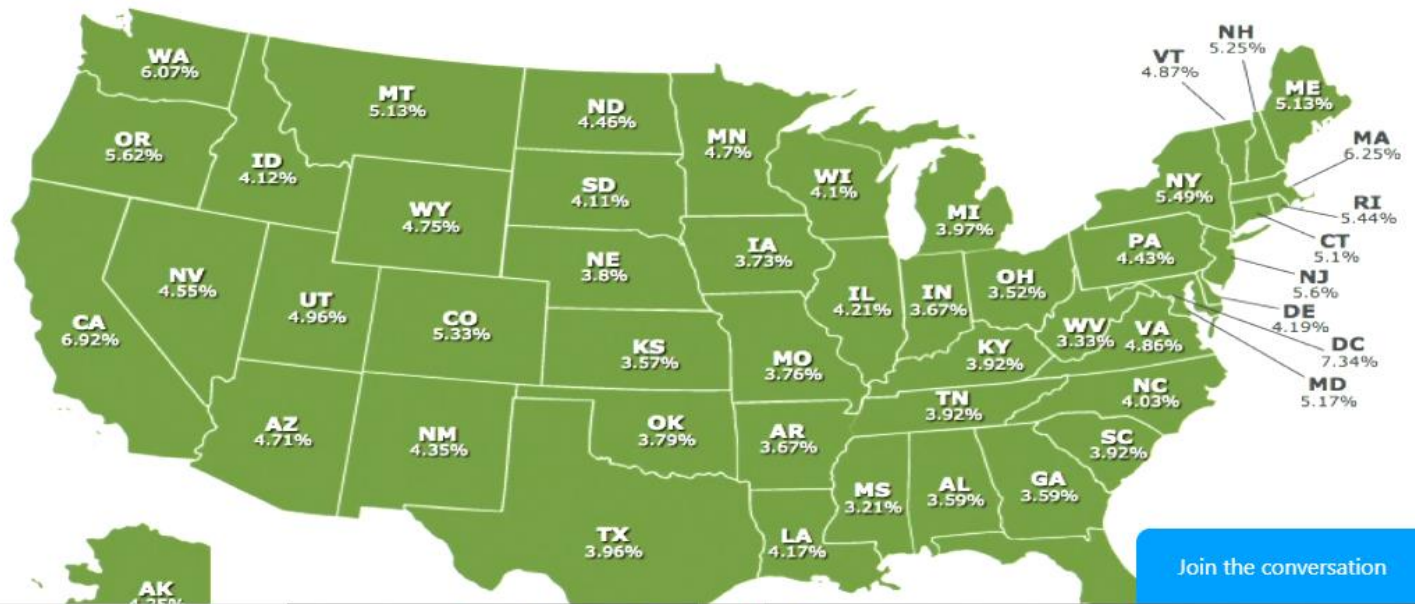 NH
5.25%
VT
4.87%
WA
6.07%
ME
5.13%
MT
5.13%
ND
4.46%
MN
4.7%
OR
5.62%
MA
6.25%
ID
4.12%
SD
4.11%
WI
4.1%
NY
5.49%
WY
4.75%
MI
3.97%
RI
5.44%
PA
4.43%
CT
5.1%
NE
3.8%
IA
3.73%
NV
4.55%
NJ
5.6%
UT
4.96%
IL
4.21%
IN
3.67%
OH
3.52%
DE
4.19%
CA
6.92%
CO
5.33%
WV
3.33%
VA
4.86%
DC
7.34%
KS
3.57%
MO
3.76%
KY
3.92%
MD
5.17%
NC
4.03%
TN
3.92%
AZ
4.71%
NM
4.35%
OK
3.79%
AR
3.67%
SC
3.92%
MS
3.21%
AL
3.59%
GA
3.59%
TX
3.96%
LA
4.17%
Join the conversation
AK